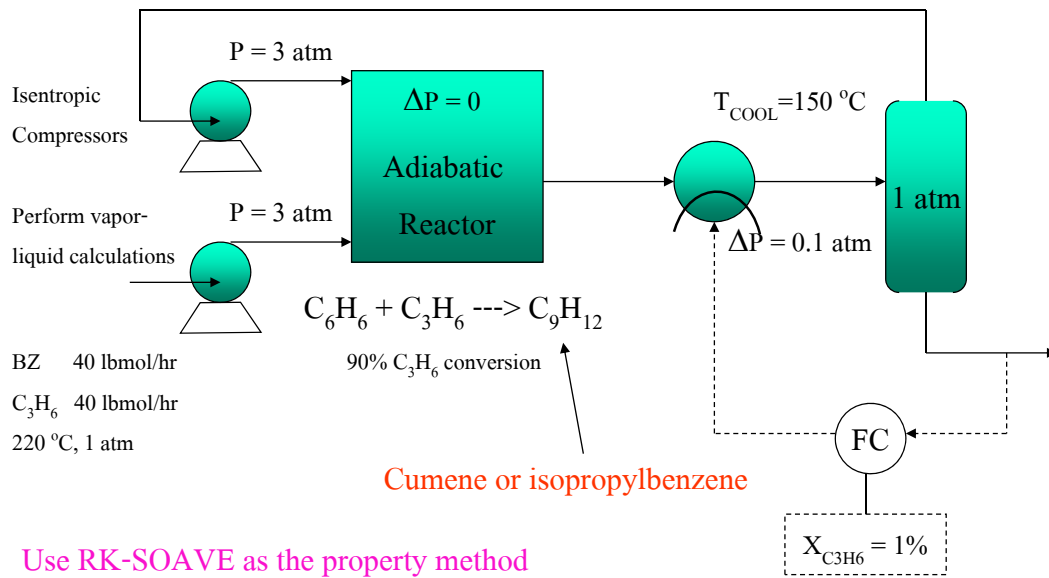 P = 3 atm
Isentropic
Compressors
ΔP = 0
Adiabatic
Reactor
T_COOL=150 °C
1 atm
Perform vapor-
liquid calculations
P = 3 atm
ΔP = 0.1 atm
C₆H₆ + C₃H₆ ---> C₉H₁₂
90% C₃H₆ conversion
BZ 40 lbmol/hr
C₃H₆ 40 lbmol/hr
220 °C, 1 atm
FC
Cumene or isopropylbenzene
X_C3H6 = 1%
Use RK-SOAVE as the property method